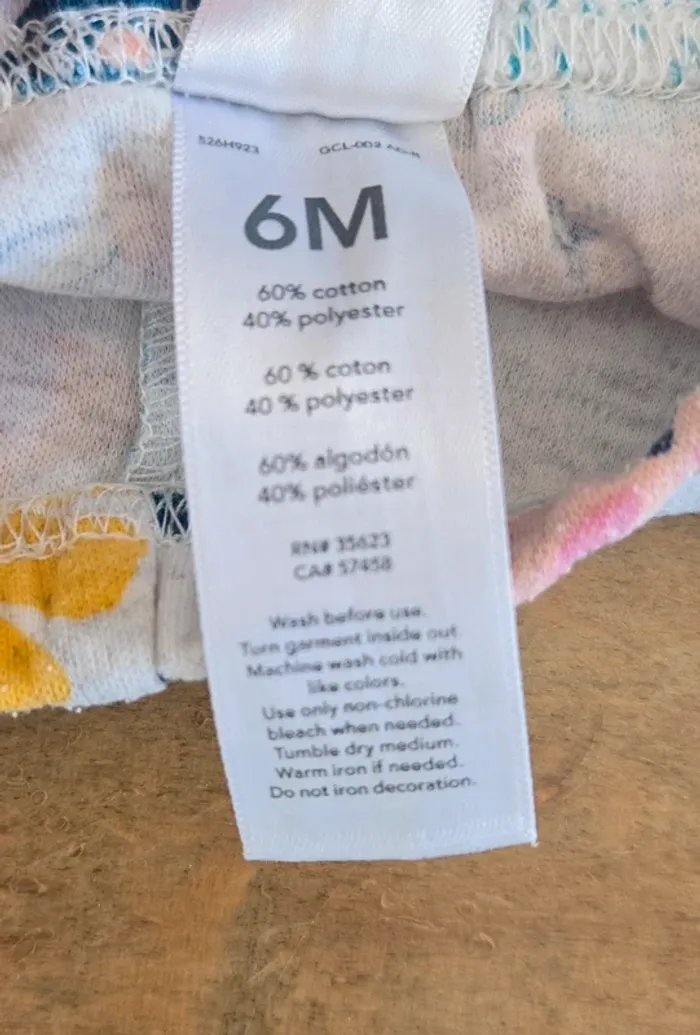 526H923 GCL-002
6M
60% cotton
40% polyester
60 % coton
40 % polyester
60% algodón
40% poliéster
RN# 35623
CA# 57458
Wash before use.
Turn garment inside out.
Machine wash cold with
like colors.
Use only non-chlorine
bleach when needed.
Tumble dry medium.
Warm iron if needed.
Do not iron decoration.